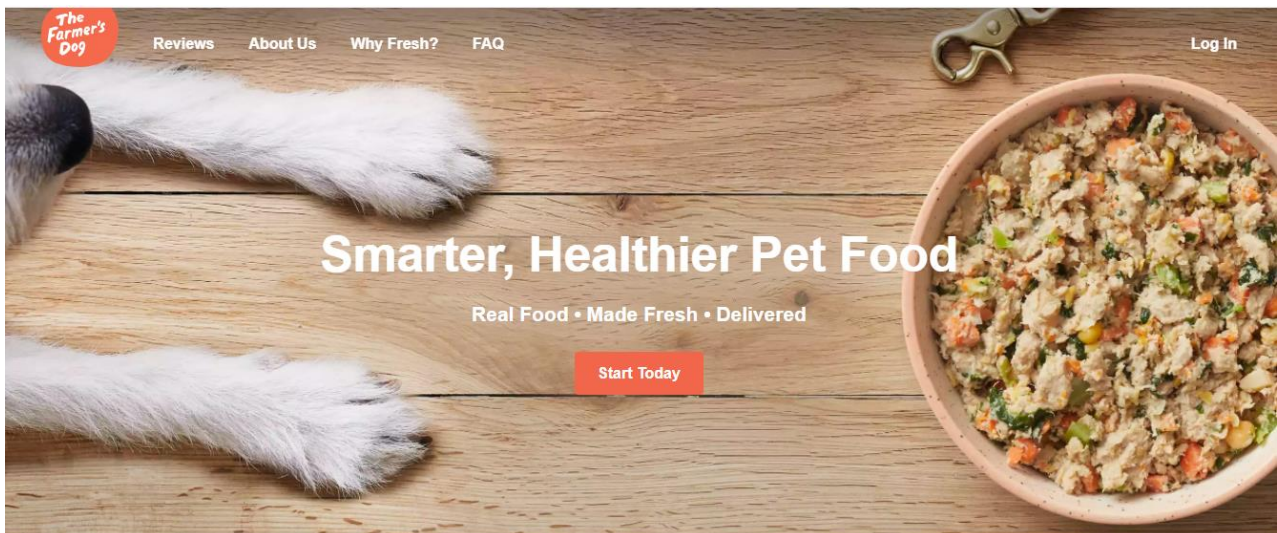 The
Farmer's
Dog
Reviews About Us Why Fresh? FAQ Log In
Smarter, Healthier Pet Food
Real Food • Made Fresh • Delivered
Start Today